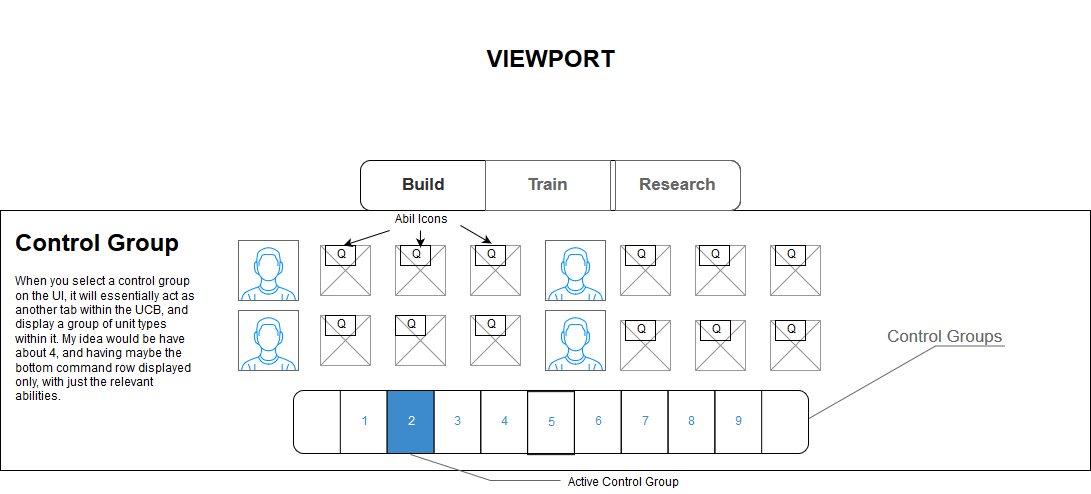 VIEWPORT
Build
Train
Research
Abil Icons
Control Group
When you select a control group
on the UI, it will essentially act as
another tab within the UCB, and
display a group of unit types
within it. My idea would be have
about 4, and having maybe the
bottom command row displayed
only, with just the relevant
abilities.
Q Q Q Q Q Q
Q Q Q Q Q Q
Control Groups
1 2 3 4 5 6 7 8 9
Active Control Group